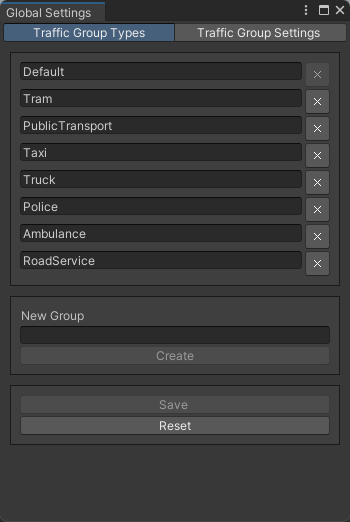 Global Settings
Traffic Group Types
Traffic Group Settings
Default
Tram
PublicTransport
Taxi
Truck
Police
Ambulance
RoadService
New Group
Create
Save
Reset